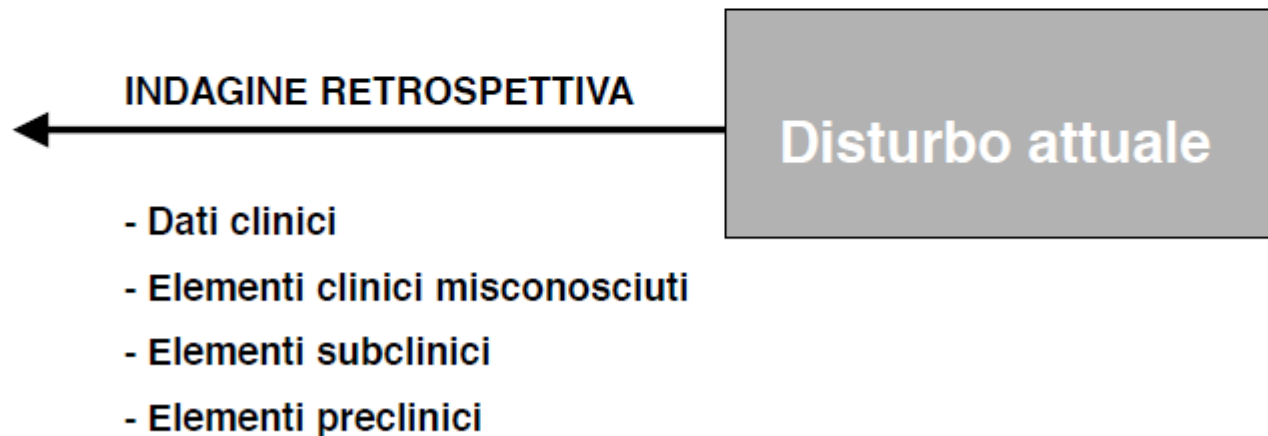 INDAGINE RETROSPETTIVA
Disturbo attuale
- Dati clinici
- Elementi clinici misconosciuti
- Elementi subclinici
- Elementi preclinici